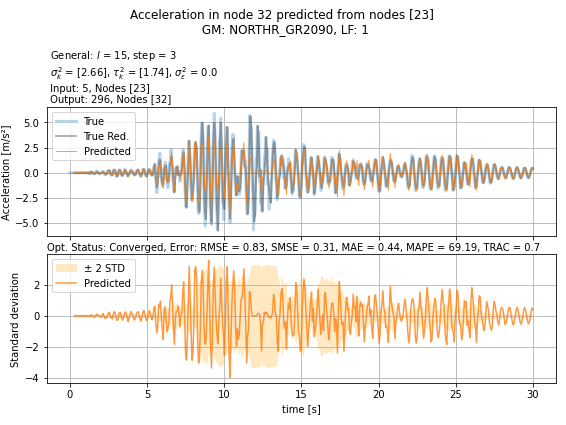 Acceleration in node 32 predicted from nodes [23]
GM: NORTHR_GR2090, LF: 1
General: l = 15, step = 3
σ²ₖ = [2.66], τ²ₖ = [1.74], σ²ε = 0.0
Input: 5, Nodes [23]
Output: 296, Nodes [32]
Acceleration [m/s²]
5.0
2.5
0.0
−2.5
−5.0
True
True Red.
Predicted
Opt. Status: Converged, Error: RMSE = 0.83, SMSE = 0.31, MAE = 0.44, MAPE = 69.19, TRAC = 0.7
Standard deviation
2
0
−2
−4
± 2 STD
Predicted
0 5 10 15 20 25 30
time [s]